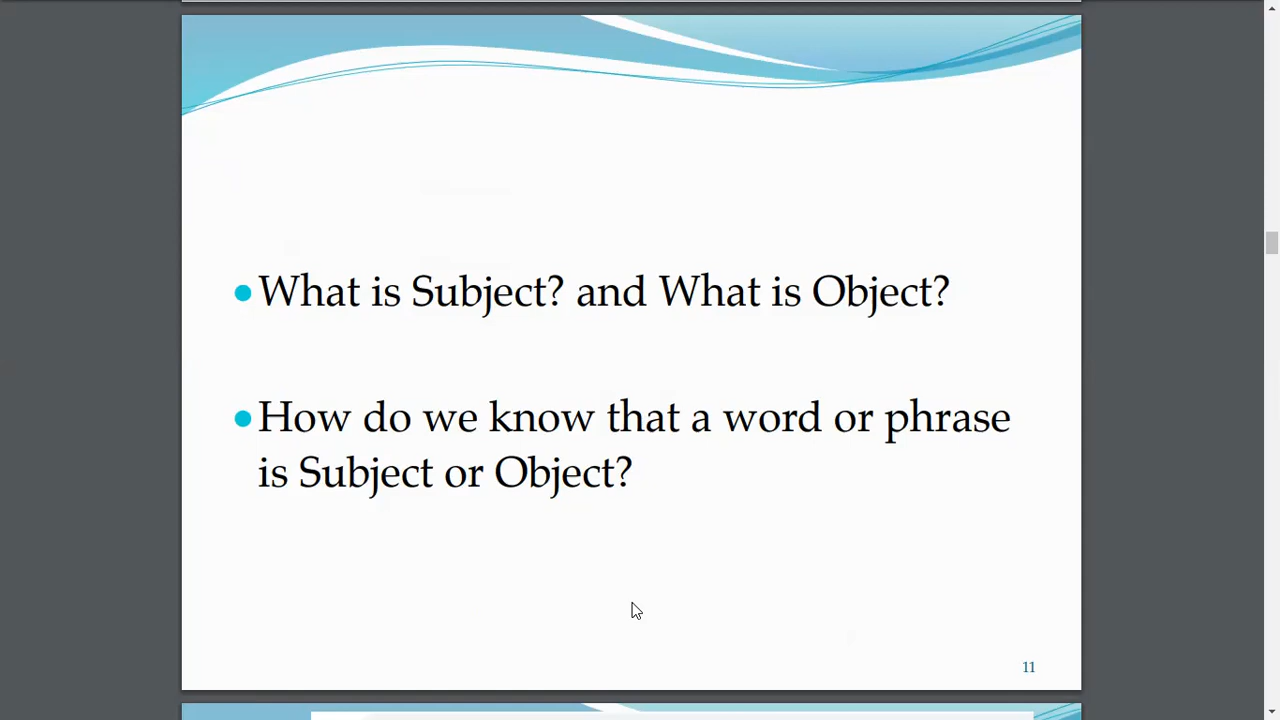 •What is Subject? and What is Object?
•How do we know that a word or phrase
is Subject or Object?
11